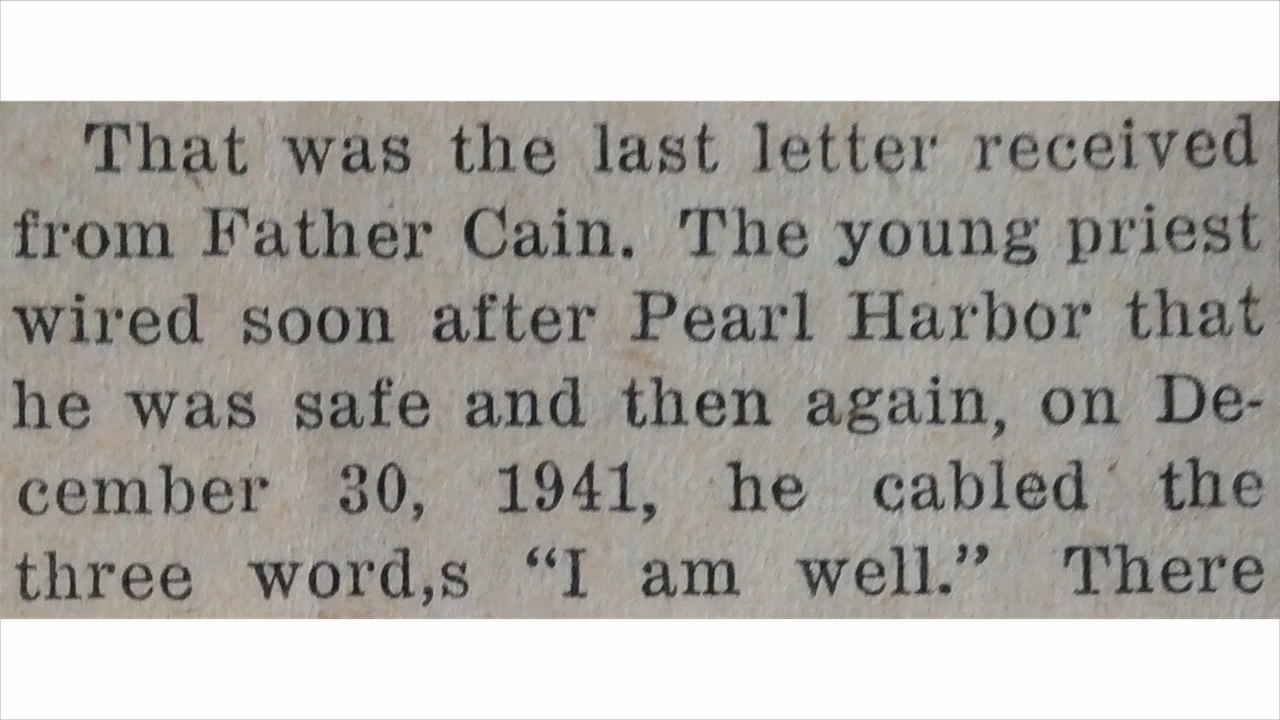 That was the last letter received
from Father Cain. The young priest
wired soon after Pearl Harbor that
he was safe and then again, on De-
cember 30, 1941, he cabled the
three word,s “I am well.” There